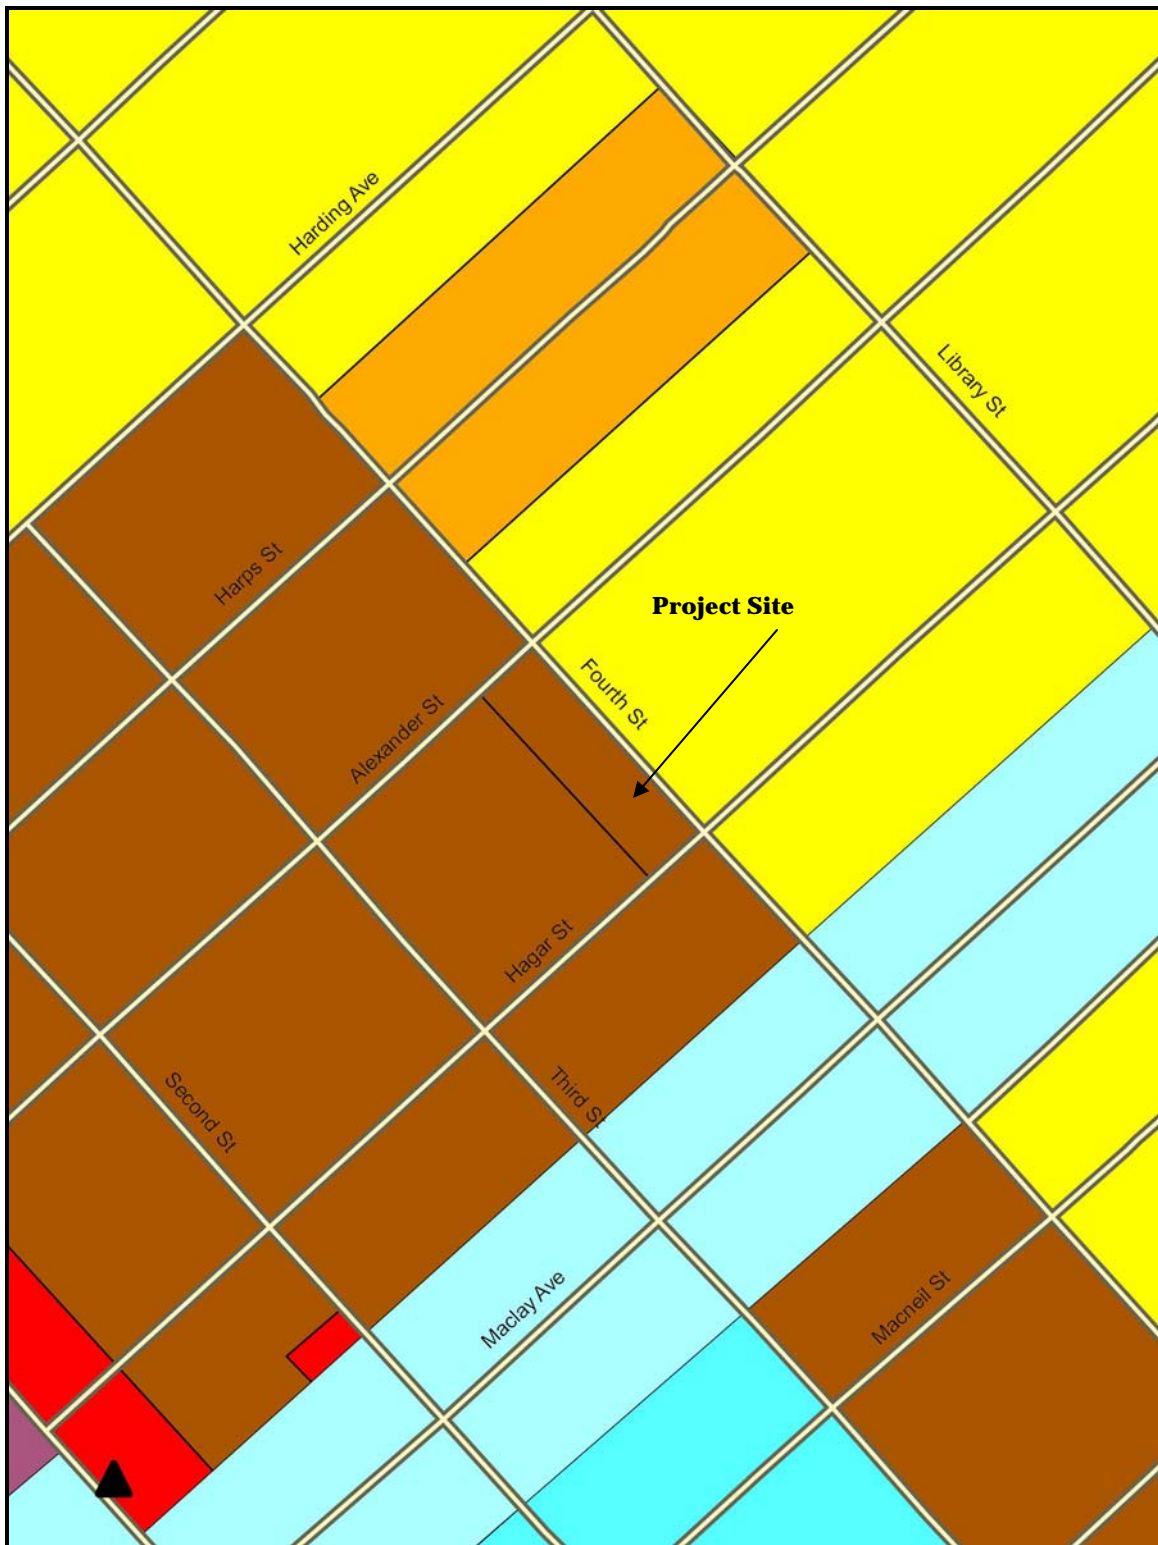 Harding Ave
Library St
Harps St
Project Site
Fourth St
Alexander St
Hagar St
Third St
Second St
Maclay Ave
Macneil St